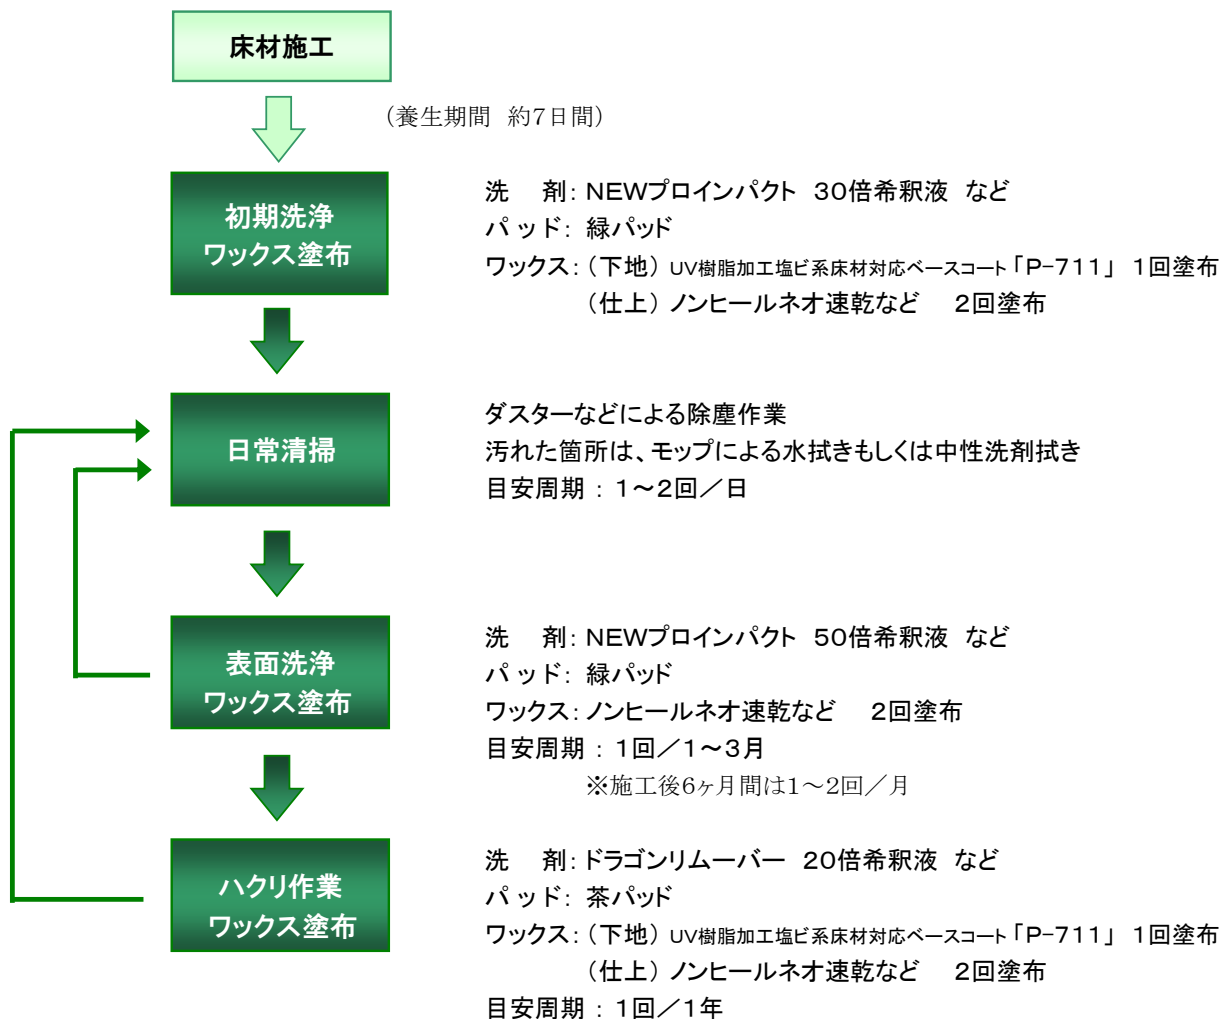 床材施工
（養生期間　約7日間）
初期洗浄
ワックス塗布
洗　剤：NEWプロインパクト　30倍希釈液　など
パッド：緑パッド
ワックス：（下地）UV樹脂加工塩ビ系床材対応ベースコート「P-711」　1回塗布
（仕上）ノンヒールネオ速乾など　2回塗布
日常清掃
ダスターなどによる除塵作業
汚れた箇所は、モップによる水拭きもしくは中性洗剤拭き
目安周期：1～2回／日
表面洗浄
ワックス塗布
洗　剤：NEWプロインパクト　50倍希釈液　など
パッド：緑パッド
ワックス：ノンヒールネオ速乾など　2回塗布
目安周期：1回／1～3月
※施工後6ヶ月間は1～2回／月
ハクリ作業
ワックス塗布
洗　剤：ドラゴンリムーバー　20倍希釈液　など
パッド：茶パッド
ワックス：（下地）UV樹脂加工塩ビ系床材対応ベースコート「P-711」　1回塗布
（仕上）ノンヒールネオ速乾など　2回塗布
目安周期：1回／1年